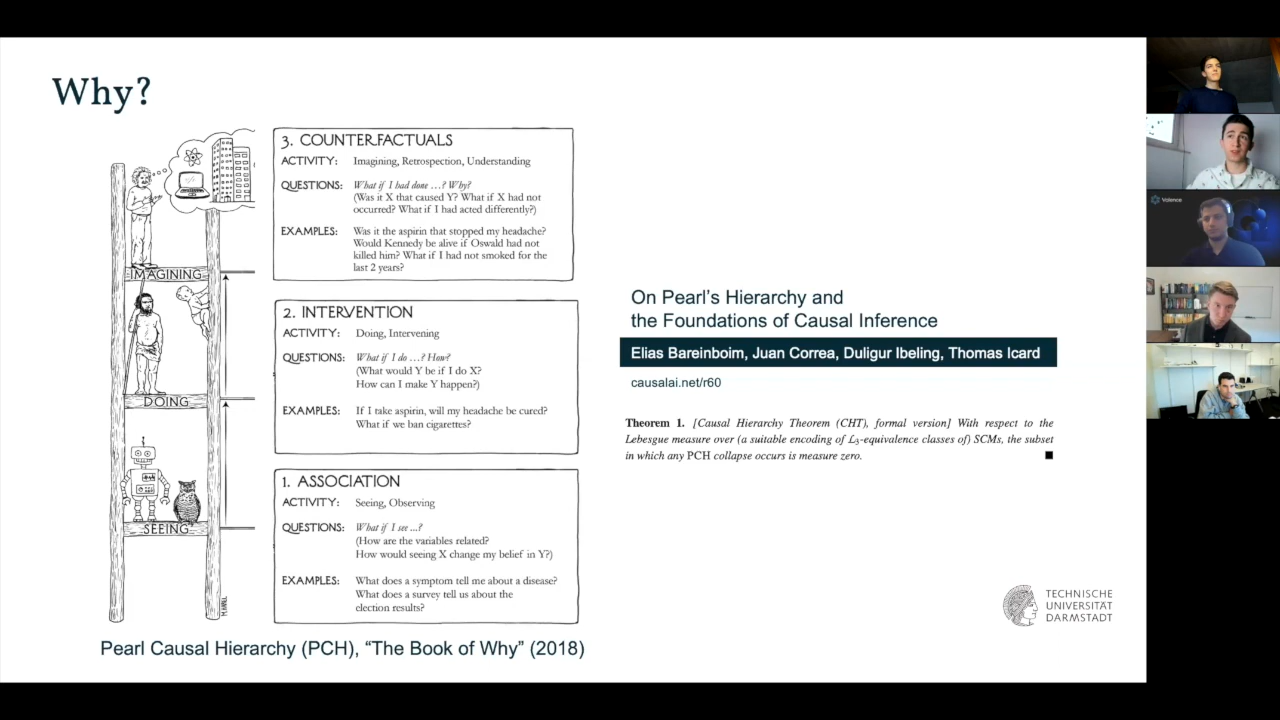 Why?
3. COUNTERFACTUALS
ACTIVITY: Imagining, Retrospection, Understanding
QUESTIONS: What if I had done ...? Why?
(Was it X that caused Y? What if X had not
occurred? What if I had acted differently?)
EXAMPLES: Was it the aspirin that stopped my headache?
Would Kennedy be alive if Oswald had not
killed him? What if I had not smoked for the
last 2 years?
IMAGINING
2. INTERVENTION
ACTIVITY: Doing, Intervening
QUESTIONS: What if I do ...? How?
(What would Y be if I do X?
How can I make Y happen?)
EXAMPLES: If I take aspirin, will my headache be cured?
What if we ban cigarettes?
DOING
1. ASSOCIATION
ACTIVITY: Seeing, Observing
QUESTIONS: What if I see ...?
(How are the variables related?
How would seeing X change my belief in Y?)
EXAMPLES: What does a symptom tell me about a disease?
What does a survey tell us about the
election results?
SEEING
Pearl Causal Hierarchy (PCH), “The Book of Why” (2018)
On Pearl’s Hierarchy and
the Foundations of Causal Inference
Elias Bareinboim, Juan Correa, Duligur Ibeling, Thomas Icard
causalai.net/r60
Theorem 1. [Causal Hierarchy Theorem (CHT), formal version] With respect to the
Lebesgue measure over (a suitable encoding of L₃-equivalence classes of) SCMs, the subset
in which any PCH collapse occurs is measure zero. ■
TECHNISCHE
UNIVERSITÄT
DARMSTADT
Valence